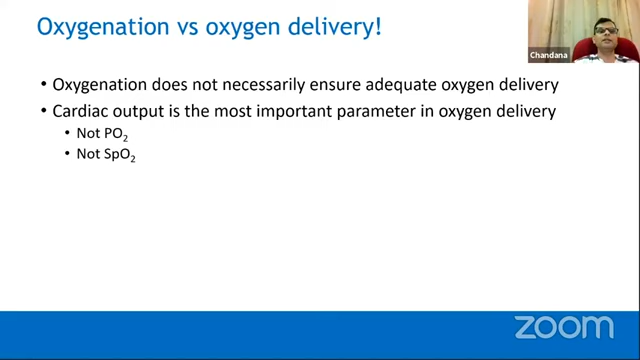 Oxygenation vs oxygen delivery!
Chandana
• Oxygenation does not necessarily ensure adequate oxygen delivery
• Cardiac output is the most important parameter in oxygen delivery
• Not PO₂
• Not SpO₂
zoom